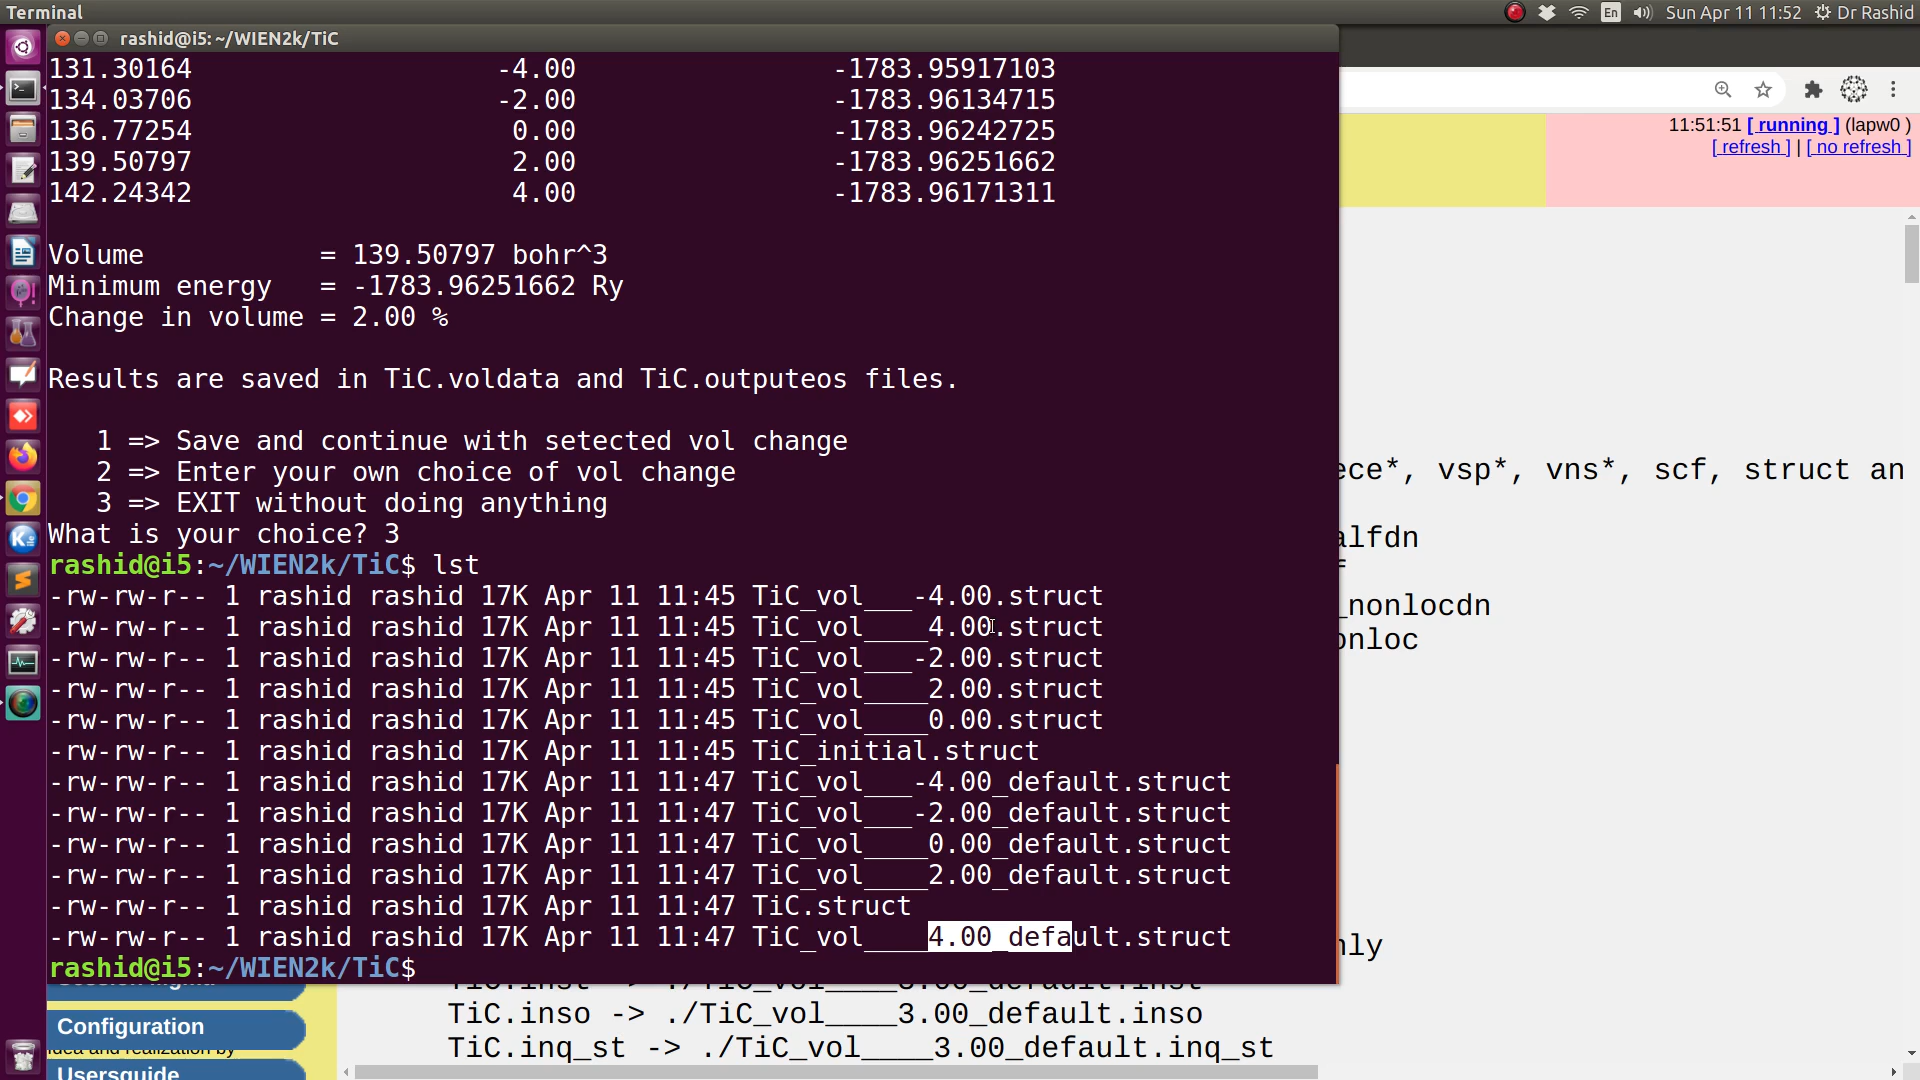 Terminal
En
Sun Apr 11 11:52
Dr Rashid
rashid@i5: ~/WIEN2k/TiC
131.30164 -4.00 -1783.95917103
134.03706 -2.00 -1783.96134715
136.77254 0.00 -1783.96242725
139.50797 2.00 -1783.96251662
142.24342 4.00 -1783.96171311
Volume = 139.50797 bohr^3
Minimum energy = -1783.96251662 Ry
Change in volume = 2.00 %
Results are saved in TiC.voldata and TiC.outputeos files.
1 => Save and continue with setected vol change
2 => Enter your own choice of vol change
3 => EXIT without doing anything
What is your choice? 3
rashid@i5:~/WIEN2k/TiC$ lst
-rw-rw-r-- 1 rashid rashid 17K Apr 11 11:45 TiC_vol___-4.00.struct
-rw-rw-r-- 1 rashid rashid 17K Apr 11 11:45 TiC_vol____4.00.struct
-rw-rw-r-- 1 rashid rashid 17K Apr 11 11:45 TiC_vol___-2.00.struct
-rw-rw-r-- 1 rashid rashid 17K Apr 11 11:45 TiC_vol____2.00.struct
-rw-rw-r-- 1 rashid rashid 17K Apr 11 11:45 TiC_vol____0.00.struct
-rw-rw-r-- 1 rashid rashid 17K Apr 11 11:45 TiC_initial.struct
-rw-rw-r-- 1 rashid rashid 17K Apr 11 11:47 TiC_vol___-4.00_default.struct
-rw-rw-r-- 1 rashid rashid 17K Apr 11 11:47 TiC_vol___-2.00_default.struct
-rw-rw-r-- 1 rashid rashid 17K Apr 11 11:47 TiC_vol____0.00_default.struct
-rw-rw-r-- 1 rashid rashid 17K Apr 11 11:47 TiC_vol____2.00_default.struct
-rw-rw-r-- 1 rashid rashid 17K Apr 11 11:47 TiC.struct
-rw-rw-r-- 1 rashid rashid 17K Apr 11 11:47 TiC_vol____4.00_default.struct
rashid@i5:~/WIEN2k/TiC$
11:51:51 [ running ] (lapw0 )
[ refresh ] | [ no refresh ]
ece*, vsp*, vns*, scf, struct an
alfdn
_nonlocdn
onloc
nly
TiC.inst -> ./TiC_vol____3.00_default.inst
TiC.inso -> ./TiC_vol____3.00_default.inso
TiC.inq_st -> ./TiC_vol____3.00_default.inq_st
Configuration
idea and realization by
Usersguide